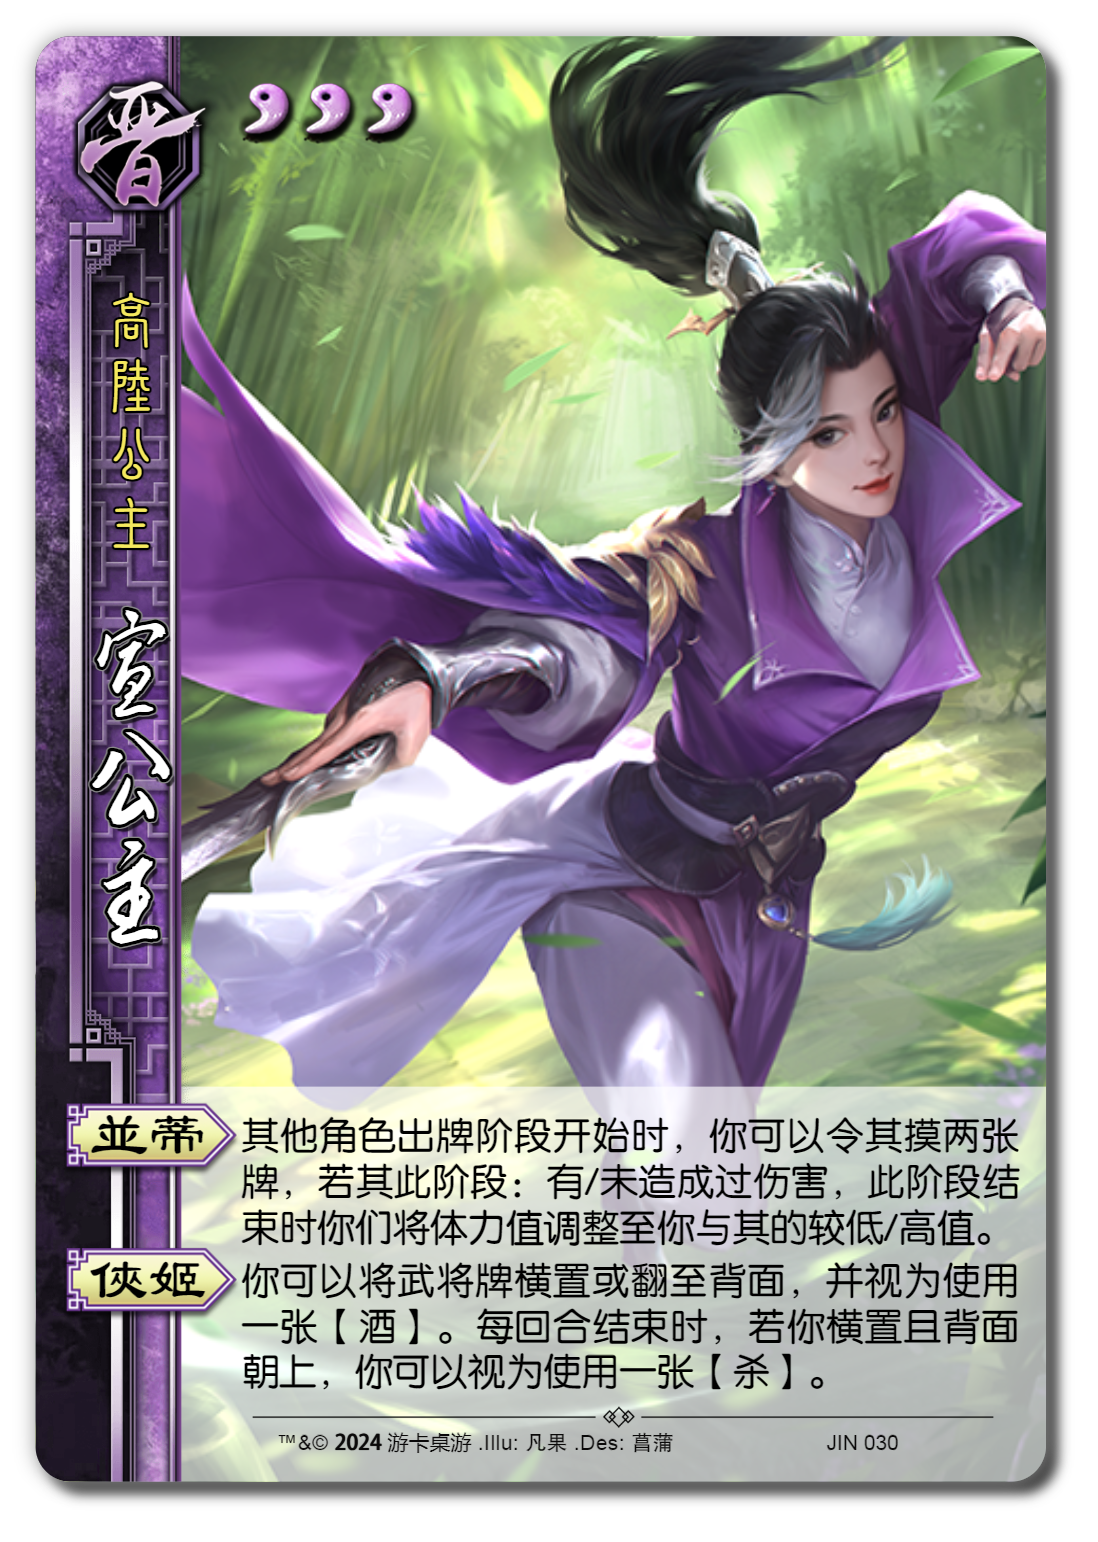 晋
高陸公主
宣公主
並蒂
其他角色出牌阶段开始时，你可以令其摸两张
牌，若其此阶段：有/未造成过伤害，此阶段结
束时你们将体力值调整至你与其的较低/高值。
俠姬
你可以将武将牌横置或翻至背面，并视为使用
一张【酒】。每回合结束时，若你横置且背面
朝上，你可以视为使用一张【杀】。
™&© 2024 游卡桌游 .Illu: 凡果 .Des: 菖蒲
JIN 030